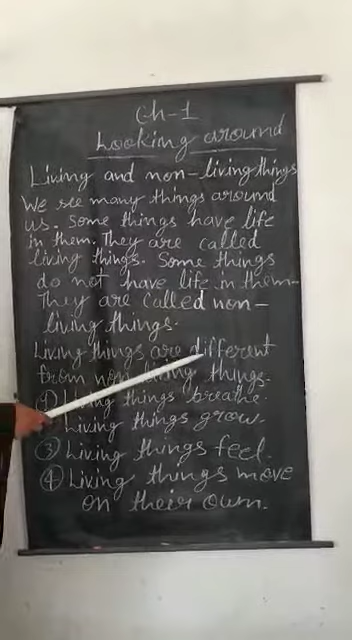 Ch-1
Looking around
Living and non-living things
We see many things around
us. Some things have life
in them. They are called
living things. Some things
do not have life in them-
They are called non-
living things.
Living things are different
from non living things.
① Living things breathe.
Living things grow.
③ Living things feel.
④ Living things move
on their own.